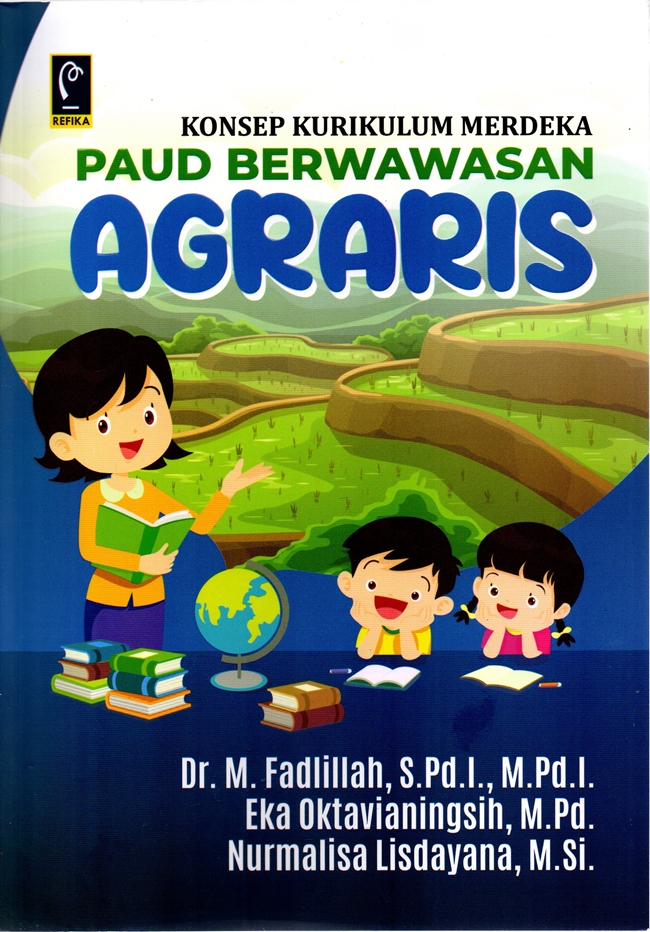 REFIKA
KONSEP KURIKULUM MERDEKA
PAUD BERWAWASAN
AGRARIS
Dr. M. Fadlillah, S.Pd.I., M.Pd.I.
Eka Oktavianingsih, M.Pd.
Nurmalisa Lisdayana, M.Si.